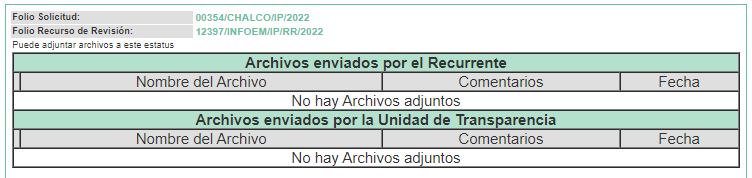 Folio Solicitud: 00354/CHALCO/IP/2022
Folio Recurso de Revisión: 12397/INFOEM/IP/RR/2022
Puede adjuntar archivos a este estatus
Archivos enviados por el Recurrente
Nombre del Archivo Comentarios Fecha
No hay Archivos adjuntos
Archivos enviados por la Unidad de Transparencia
Nombre del Archivo Comentarios Fecha
No hay Archivos adjuntos